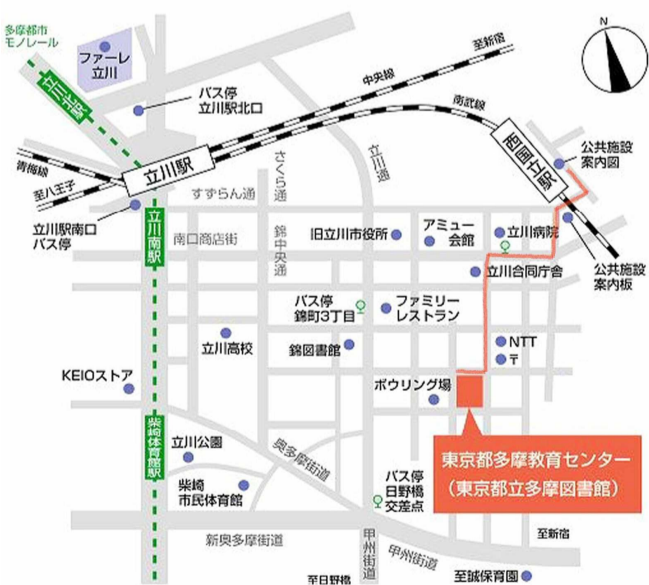 多摩都市
モノレール
ファーレ
立川
立川北駅
バス停
立川駅北口
中央線
至新宿
南武線
N
西国立駅
公共施設
案内図
青梅線
至八王子
立川駅
さくら通
立川通
すずらん通
立川駅南口
バス停
立川南駅
南口商店街
錦中央通
旧立川市役所
アミュー
会館
立川病院
立川合同庁舎
公共施設
案内板
バス停
錦町3丁目
ファミリー
レストラン
立川高校
錦図書館
NTT
〒
KEIOストア
ボウリング場
柴崎体育館駅
立川公園
奥多摩街道
東京都多摩教育センター
（東京都立多摩図書館）
柴崎
市民体育館
バス停
日野橋
交差点
新奥多摩街道
甲州街道
甲州街道
至新宿
至日野橋
至誠保育園